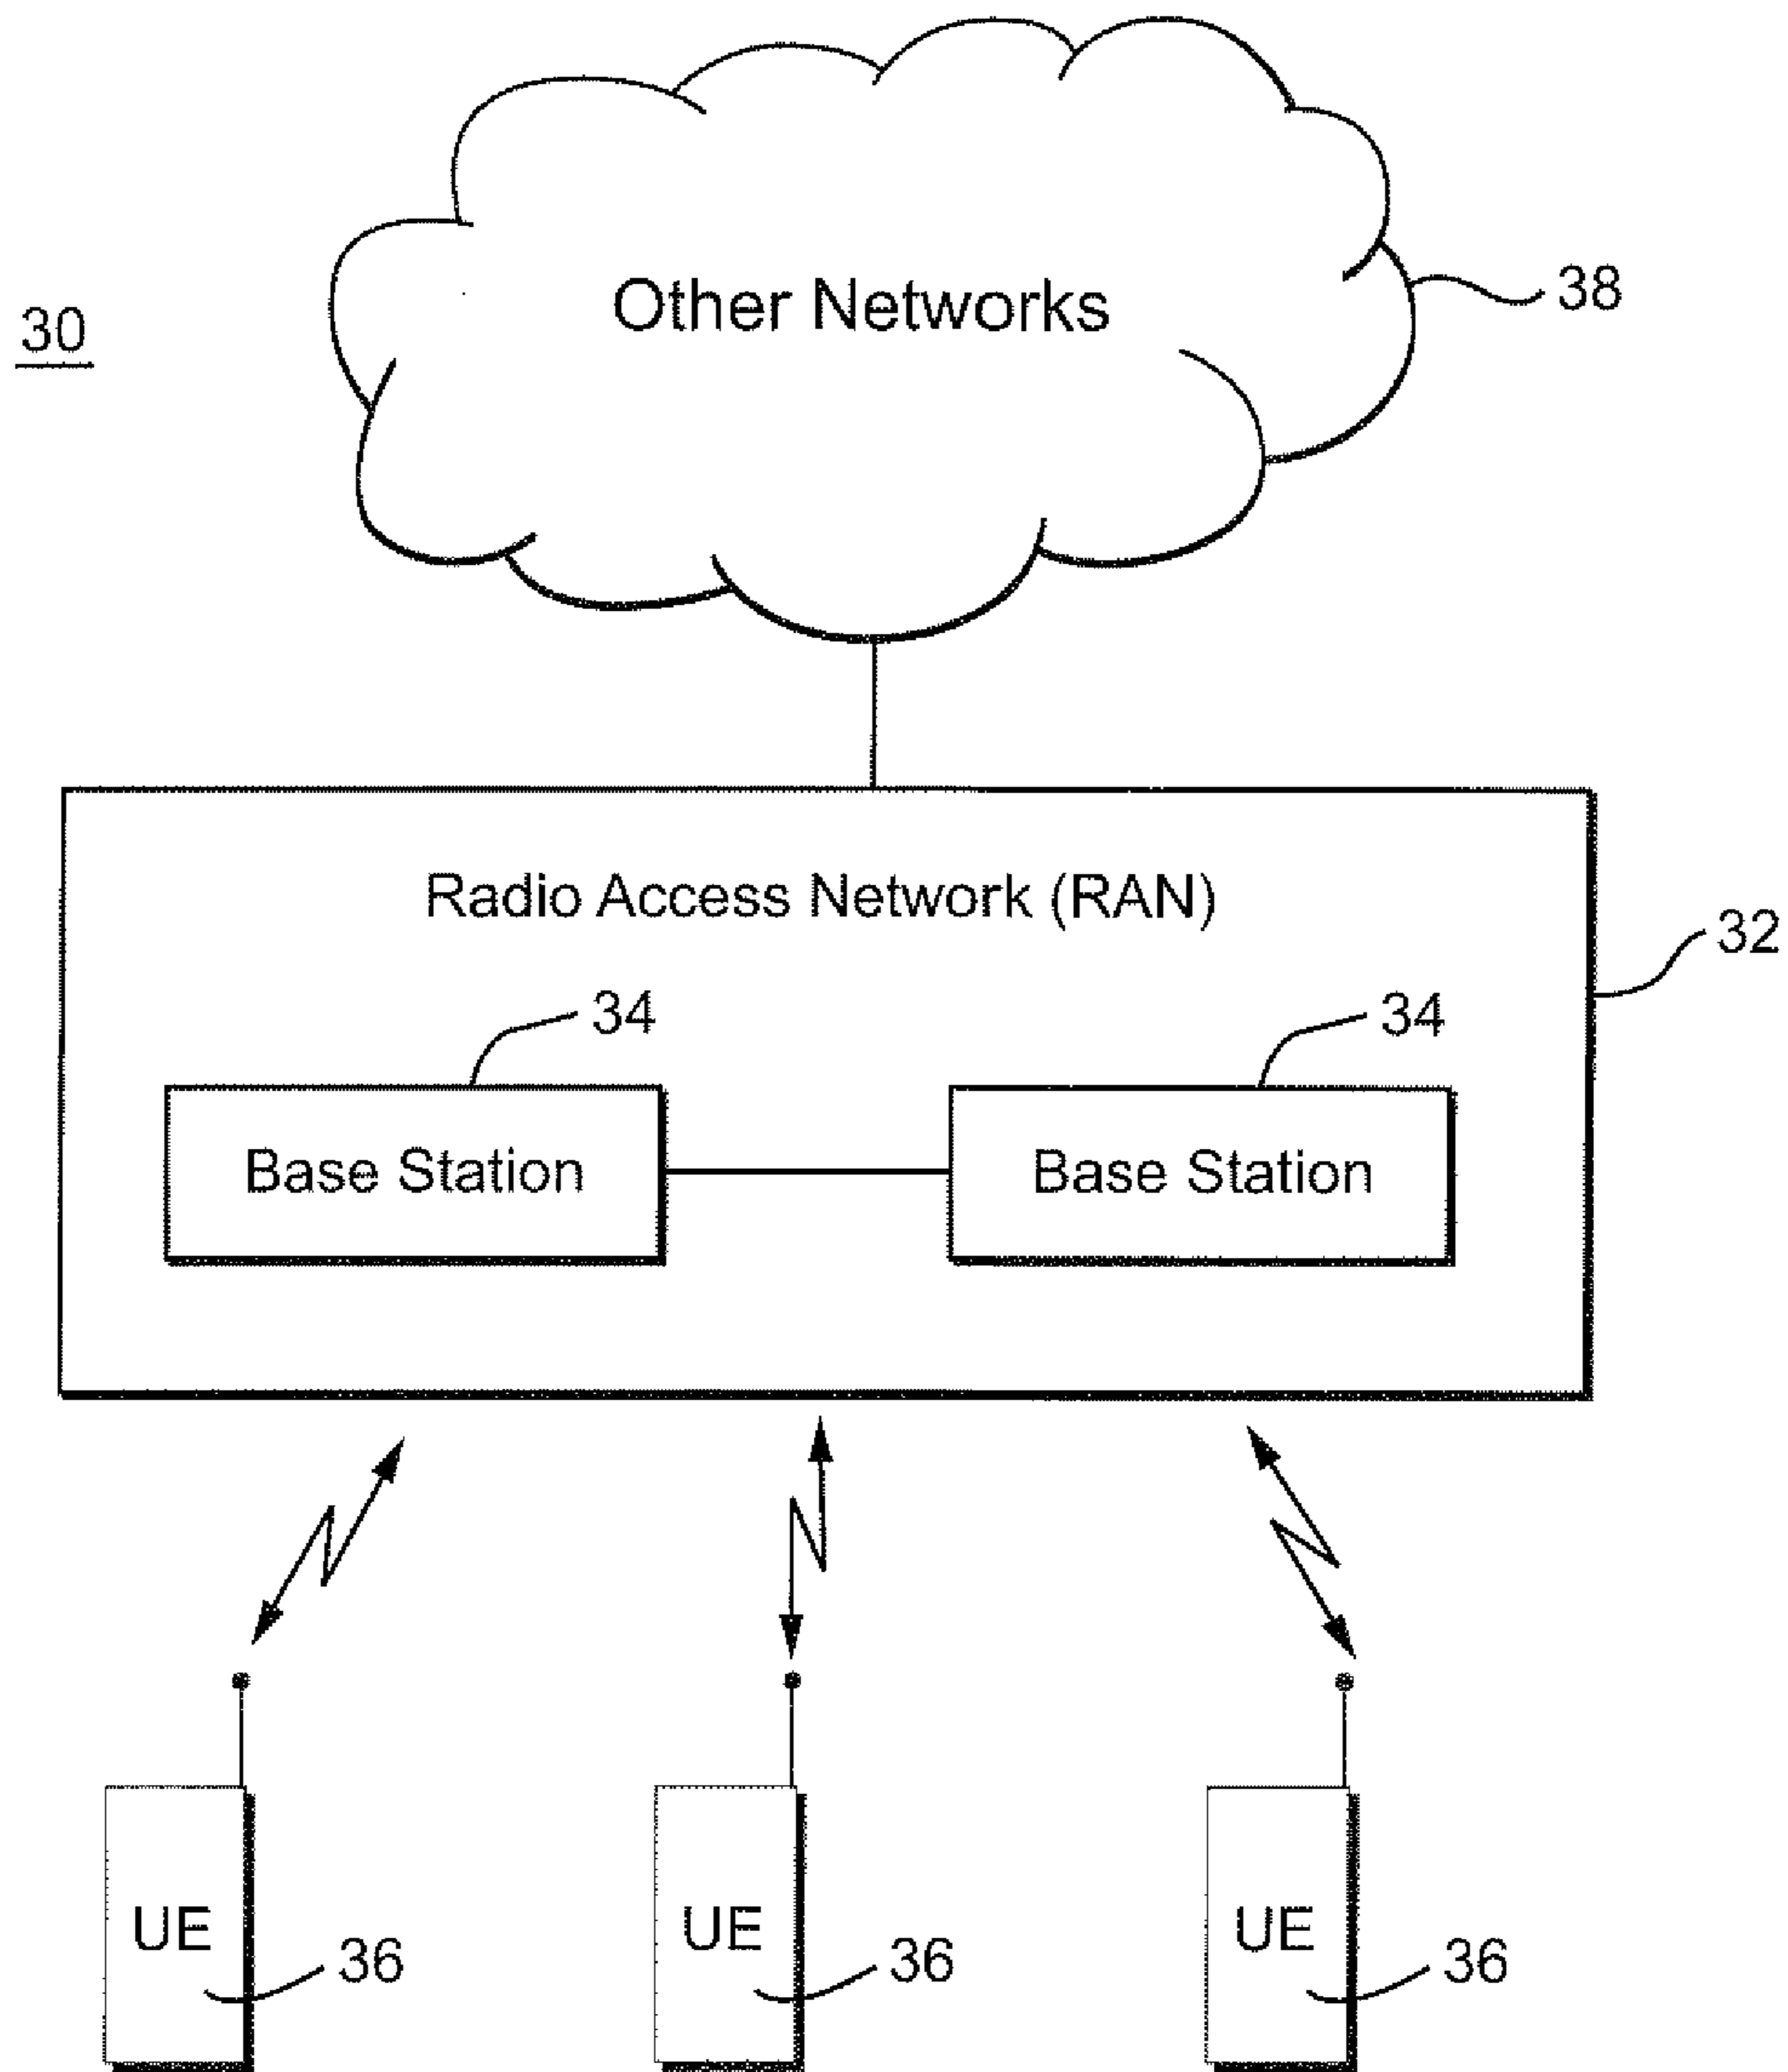 Other Networks
38
30
Radio Access Network (RAN)
32
34
34
Base Station
Base Station
UE
36
UE
36
UE
36